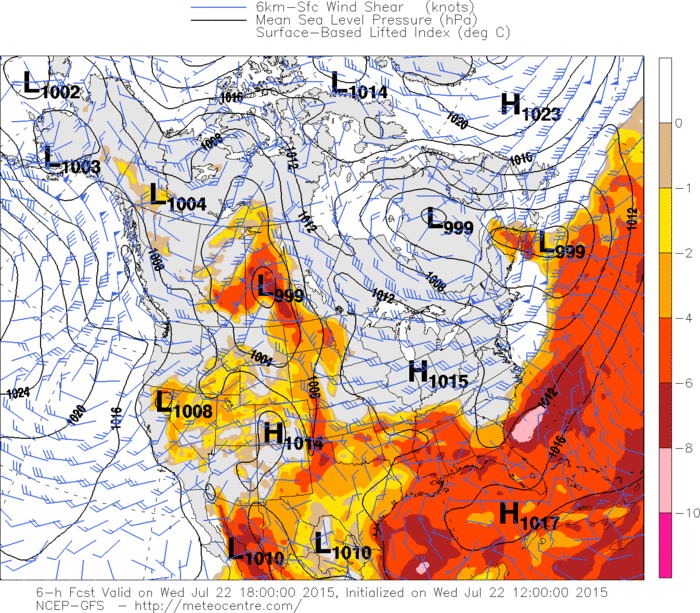 6km-Sfc Wind Shear (knots)
Mean Sea Level Pressure (hPa)
Surface-Based Lifted Index (deg C)
L1002
L1014
H1023
1016
1020
1008
1012
1016
L1003
L1004
1012
L999
1012
1008
L999
L999
1008
1012
1004
H1015
1008
1024
1020
1016
L1008
H1014
1012
1016
H1017
L1010
L1010
0
-1
-2
-4
-6
-8
-10
6-h Fcst Valid on Wed Jul 22 18:00:00 2015, Initialized on Wed Jul 22 12:00:00 2015
NCEP-GFS - http://meteocentre.com/